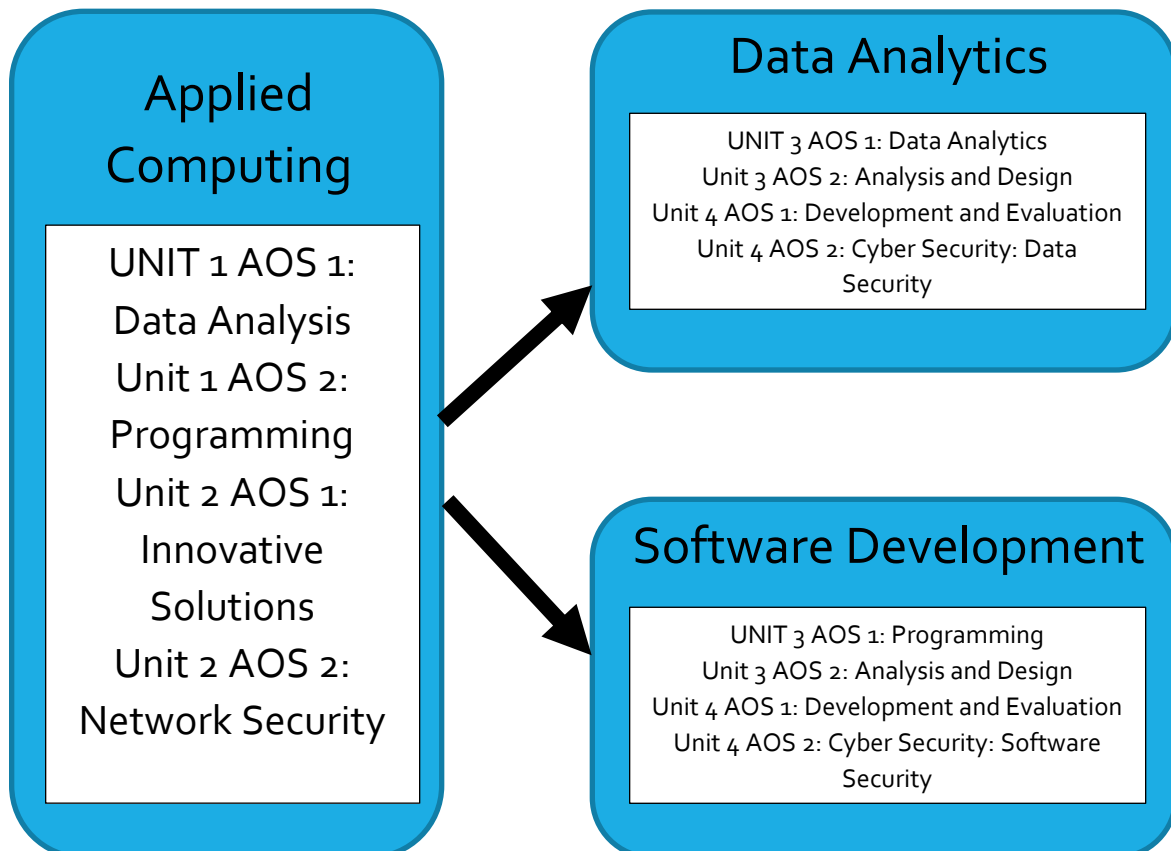 Applied
Computing
UNIT 1 AOS 1:
Data Analysis
Unit 1 AOS 2:
Programming
Unit 2 AOS 1:
Innovative
Solutions
Unit 2 AOS 2:
Network Security
Data Analytics
UNIT 3 AOS 1: Data Analytics
Unit 3 AOS 2: Analysis and Design
Unit 4 AOS 1: Development and Evaluation
Unit 4 AOS 2: Cyber Security: Data
Security
Software Development
UNIT 3 AOS 1: Programming
Unit 3 AOS 2: Analysis and Design
Unit 4 AOS 1: Development and Evaluation
Unit 4 AOS 2: Cyber Security: Software
Security